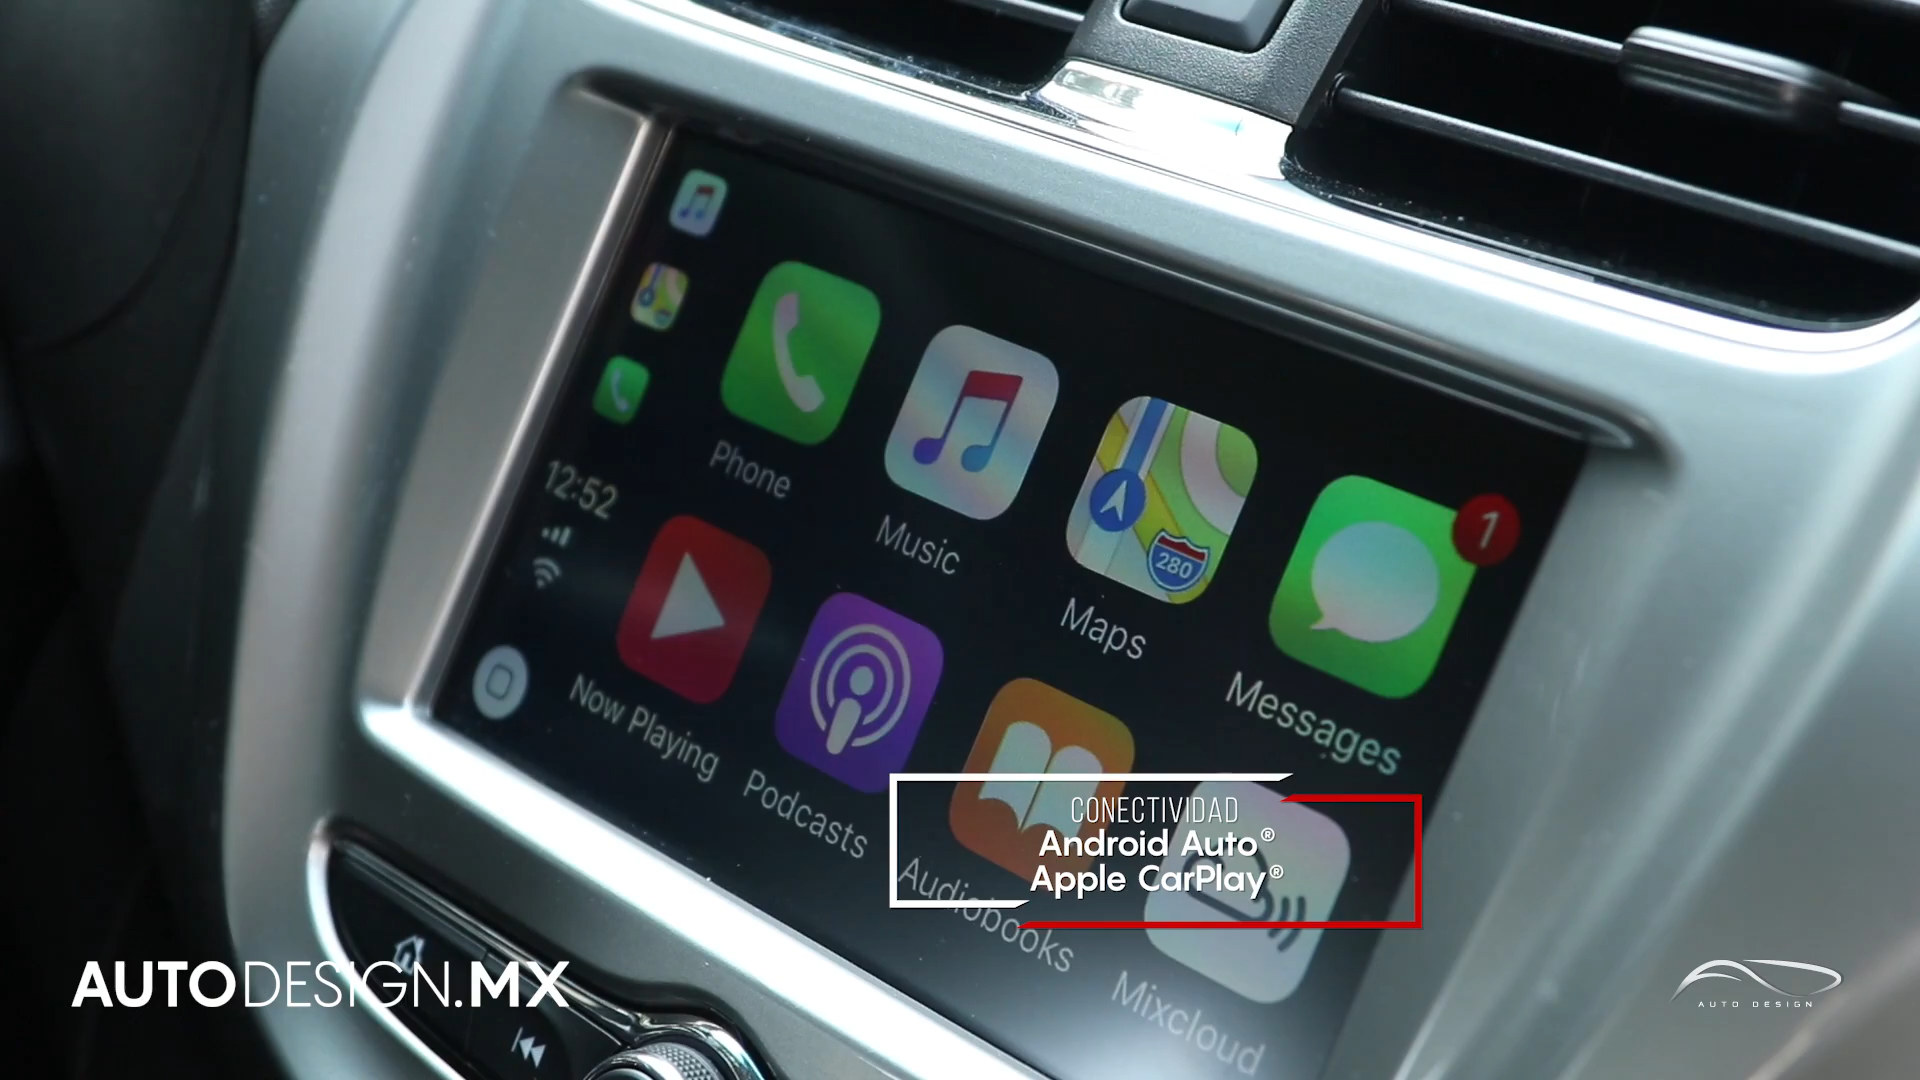 Phone
Music
Maps
Messages
1
280
12:52
Now Playing
Podcasts
Audiobooks
Mixcloud
CONECTIVIDAD
Android Auto®
Apple CarPlay®
AUTODESIGN.MX
AUTO DESIGN